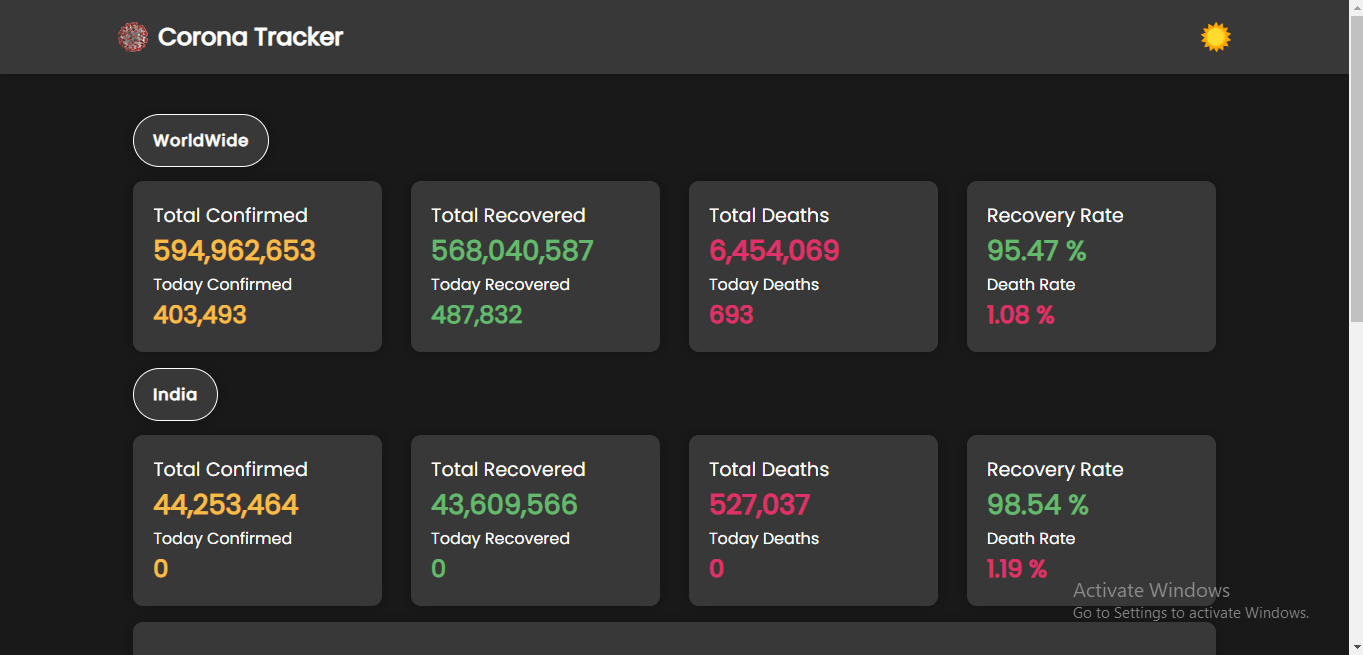 Corona Tracker
WorldWide
Total Confirmed
594,962,653
Today Confirmed
403,493
Total Recovered
568,040,587
Today Recovered
487,832
Total Deaths
6,454,069
Today Deaths
693
Recovery Rate
95.47 %
Death Rate
1.08 %
India
Total Confirmed
44,253,464
Today Confirmed
0
Total Recovered
43,609,566
Today Recovered
0
Total Deaths
527,037
Today Deaths
0
Recovery Rate
98.54 %
Death Rate
1.19 %
Activate Windows
Go to Settings to activate Windows.